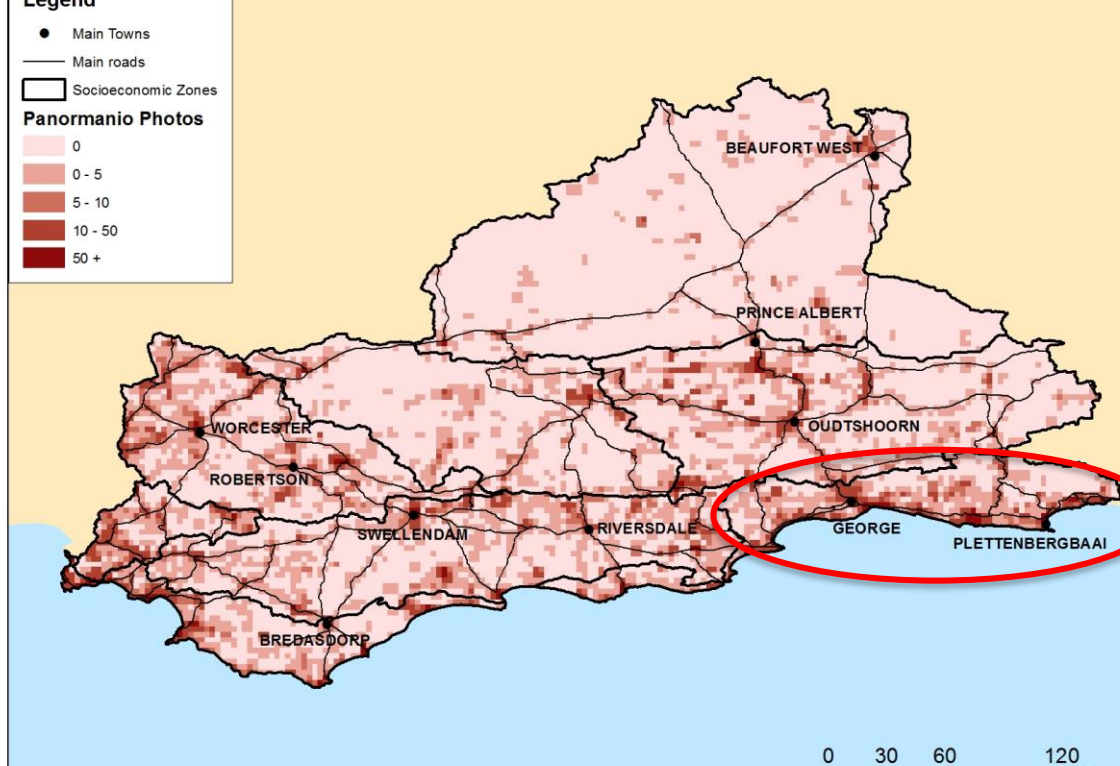 Legend
Main Towns
Main roads
Socioeconomic Zones
Panormanio Photos
0
0 - 5
5 - 10
10 - 50
50 +
BEAUFORT WEST
PRINCE ALBERT
WORCESTER
OUDTSHOORN
ROBERTSON
SWELLENDAM
RIVERSDALE
GEORGE
PLETTENBERGBAAI
BREDASDORP
0 30 60 120